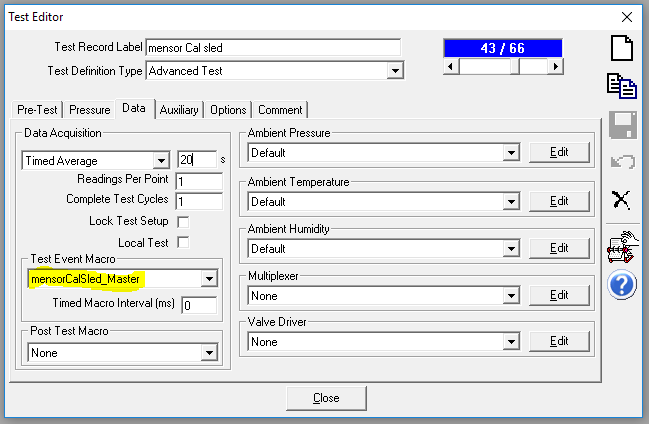 Test Editor
Test Record Label mensor Cal sled
43 / 66
Test Definition Type Advanced Test
Pre-Test Pressure Data Auxiliary Options Comment
Data Acquisition
Timed Average 20 s
Readings Per Point 1
Complete Test Cycles 1
Lock Test Setup
Local Test
Test Event Macro
mensorCalSled_Master
Timed Macro Interval (ms) 0
Post Test Macro
None
Ambient Pressure
Default Edit
Ambient Temperature
Default Edit
Ambient Humidity
Default Edit
Multiplexer
None Edit
Valve Driver
None Edit
Close